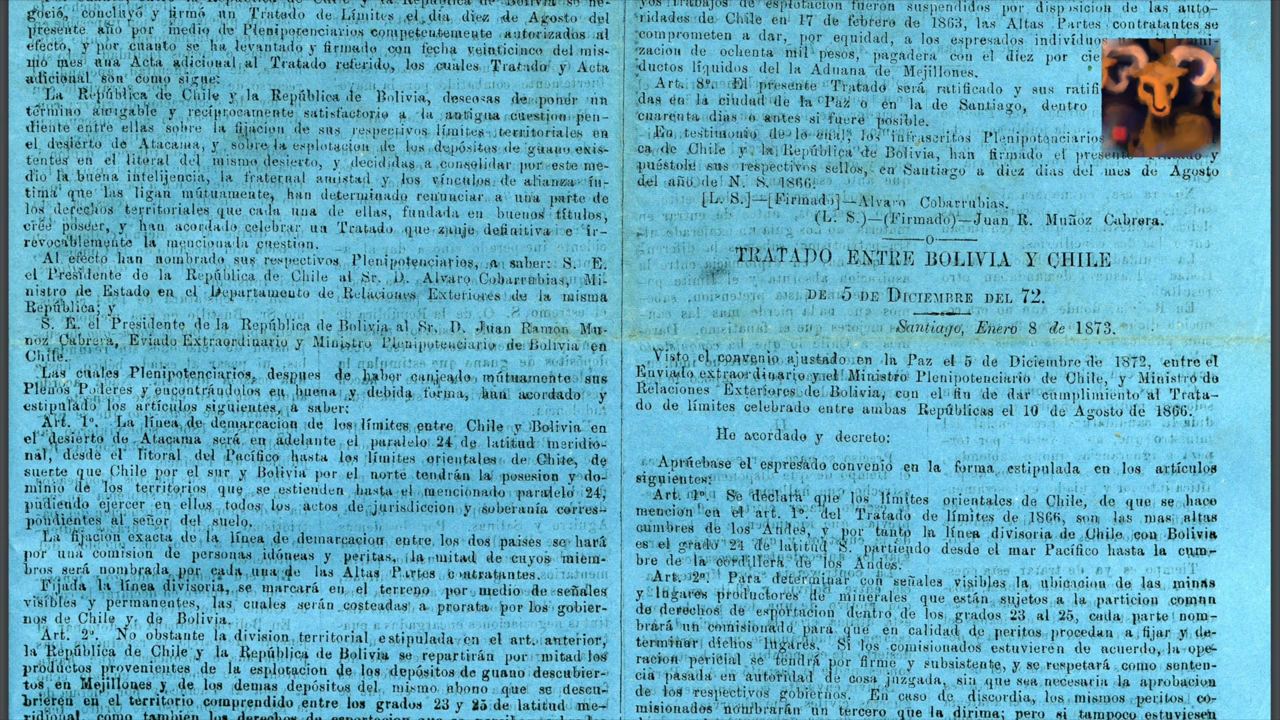 gocio, concluyó y firmó un Tratado de Límites el día diez de Agosto del
presente año por medio de Plenipotenciarios competentemente autorizados al
efecto, y por cuanto se ha levantado y firmado con fecha veinticinco del mis-
mo mes una Acta adicional al Tratado referido, los cuales Tratado y Acta
adicional son como sigue:
La República de Chile y la República de Bolivia, deseosas de poner un
término amigable y recíprocamente satisfactorio a la antigua cuestion pen-
diente entre ellas sobre la fijacion de sus respectivos límites territoriales en
el desierto de Atacama, y sobre la esplotacion de los depósitos de guano exis-
tentes en el litoral del mismo desierto, y decididas a consolidar por este me-
dio la buena intelijencia, la fraternal amistad y los vínculos de alianza ín-
tima que las ligan mútuamente, han determinado renunciar a una parte de
los derechos territoriales que cada una de ellas, fundada en buenos títulos,
cree poseer, y han acordado celebrar un Tratado que zanje definitiva e ir-
revocablemente la mencionada cuestion.
Al efecto han nombrado sus respectivos Plenipotenciarios, a saber: S. E.
el Presidente de la República de Chile al Sr. D. Alvaro Cobarrubias, Mi-
nistro de Estado en el Departamento de Relaciones Exteriores de la misma
República; y
S. E. el Presidente de la República de Bolivia al Sr. D. Juan Ramon Mu-
ñoz Cabrera, Eviado Extraordinario y Ministro Plenipotenciario de Bolivia en
Chile.
Las cuales Plenipotenciarios, despues de haber canjeado mútuamente sus
Plenos Poderes y encontrándolos en buena y debida forma, han acordado y
estipulado los artículos siguientes, a saber:
Art. 1º. La línea de demarcacion de los límites entre Chile y Bolivia en
el desierto de Atacama será en adelante el paralelo 24 de latitud meridio-
nal, desde el litoral del Pacífico hasta los límites orientales de Chile, de
suerte que Chile por el sur y Bolivia por el norte tendrán la posesion y do-
minio de los territorios que se estienden hasta el mencionado paralelo 24,
pudiendo ejercer en ellos todos los actos de jurisdiccion y soberanía corres-
pondientes al señor del suelo.
La fijacion exacta de la línea de demarcacion entre los dos paises se hará
por una comision de personas idóneas y peritas, la mitad de cuyos miem-
bros será nombrada por cada una de las Altas Partes contratantes.
Fijada la línea divisoria, se marcará en el terreno por medio de señales
visibles y permanentes, las cuales serán costeadas a prorata por los gobier-
nos de Chile y de Bolivia.
Art. 2º. No obstante la division territorial estipulada en el art. anterior,
la República de Chile y la República de Bolivia se repartirán por mitad los
productos provenientes de la esplotacion de los depósitos de guano descubier-
tos en Mejillones y de los demas depósitos del mismo abono que se descu-
brieren en el territorio comprendido entre los grados 23 y 25 de latitud me-
ridional, como tambien los derechos de esportacion que se
yos trabajos de esplotacion fueron suspendidos por disposicion de las auto-
ridades de Chile en 17 de febrero de 1863, las Altas Partes contratantes se
comprometen a dar, por equidad, a los espresados individuos
zacion de ochenta mil pesos, pagadera con el diez por
ductos líquidos del la Aduana de Mejillones.
Art. 8º. El presente Tratado será ratificado y sus
das en la ciudad de la Paz o en la de Santiago, dentro
cuarenta dias o antes si fuere posible.
En testimonio de lo cual, los infrascritos Plenipotenciarios
ca de Chile y la República de Bolivia, han firmado el presente Tratado y
puéstole sus respectivos sellos, en Santiago a diez dias del mes de Agosto
del año de N. S. 1866.
[L. S.]—[Firmado]—Alvaro Cobarrubias.
(L. S.)—(Firmado)—Juan R. Muñoz Cabrera.
TRATADO ENTRE BOLIVIA Y CHILE
DE 5 DE DICIEMBRE DEL 72.
Santiago, Enero 8 de 1873.
Visto el convenio ajustado en la Paz el 5 de Diciembre de 1872, entre el
Enviado extraordinario y el Ministro Plenipotenciario de Chile, y Ministro de
Relaciones Exteriores de Bolivia, con el fin de dar cumplimiento al Trata-
do de límites celebrado entre ambas Repúblicas el 10 de Agosto de 1866.
He acordado y decreto:
Apruébase el espresado convenio en la forma estipulada en los artículos
siguientes:
Art. 1º. Se declara que los límites orientales de Chile, de que se hace
mencion en el art. 1º. del Tratado de límites de 1866, son las mas altas
cumbres de los Andes, y por tanto la línea divisoria de Chile con Bolivia
es el grado 24 de latitud S. partiendo desde el mar Pacífico hasta la cum-
bre de la cordillera de los Andes.
Art. 2º. Para determinar con señales visibles la ubicacion de las minas
y lugares productores de minerales que están sujetos a la particion comun
de derechos de esportacion dentro de los grados 23 al 25, cada parte nom-
brará un comisionado para que en calidad de peritos procedan a fijar y de-
terminar dichos lugares. Si los comisionados estuvieren de acuerdo, la ope-
racion pericial se tendrá por firme y subsistente, y se respetará como senten-
cia pasada en autoridad de cosa juzgada, sin que sea necesaria la aprobacion
de los respectivos gobiernos. En caso de discordia, los mismos peritos co-
misionados nombrarán un tercero que la dirima; pero si tampoco estuviesen